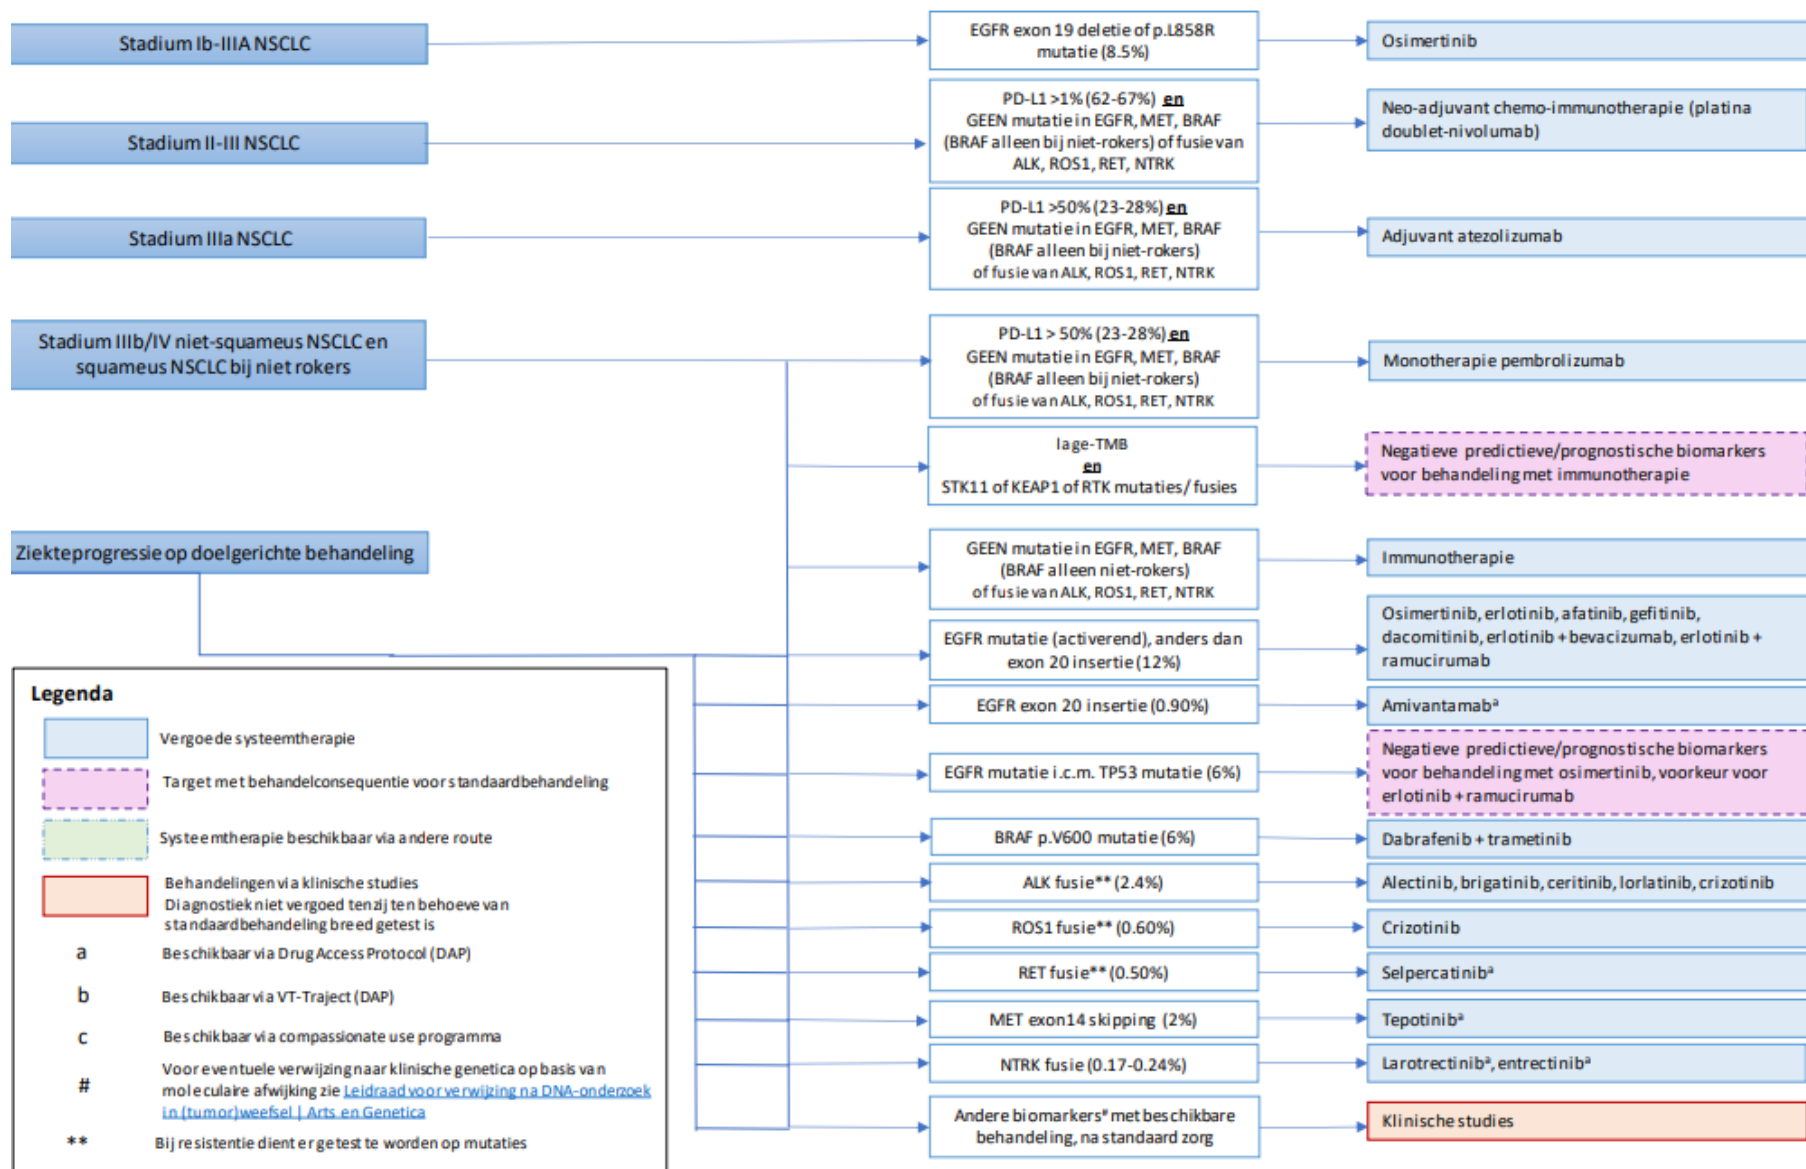 Stadium Ib-IIIA NSCLC
EGFR exon 19 deletie of p.L858R
mutatie (8.5%)
Osimertinib
Stadium II-III NSCLC
PD-L1 >1% (62-67%) en
GEEN mutatie in EGFR, MET, BRAF
(BRAF alleen bij niet-rokers) of fusie van
ALK, ROS1, RET, NTRK
Neo-adjuvant chemo-immunotherapie (platina
doublet-nivolumab)
Stadium IIIa NSCLC
PD-L1 >50% (23-28%) en
GEEN mutatie in EGFR, MET, BRAF
(BRAF alleen bij niet-rokers)
of fusie van ALK, ROS1, RET, NTRK
Adjuvant atezolizumab
Stadium IIIb/IV niet-squameus NSCLC en
squameus NSCLC bij niet rokers
PD-L1 > 50% (23-28%) en
GEEN mutatie in EGFR, MET, BRAF
(BRAF alleen bij niet-rokers)
of fusie van ALK, ROS1, RET, NTRK
Monotherapie pembrolizumab
lage-TMB
en
STK11 of KEAP1 of RTK mutaties/ fusies
Negatieve predictieve/prognostische biomarkers
voor behandeling met immunotherapie
Ziekteprogressie op doelgerichte behandeling
GEEN mutatie in EGFR, MET, BRAF
(BRAF alleen niet-rokers)
of fusie van ALK, ROS1, RET, NTRK
Immunotherapie
EGFR mutatie (activerend), anders dan
exon 20 insertie (12%)
Osimertinib, erlotinib, afatinib, gefitinib,
dacomitinib, erlotinib + bevacizumab, erlotinib +
ramucirumab
EGFR exon 20 insertie (0.90%)
Amivantamabᵃ
EGFR mutatie i.c.m. TP53 mutatie (6%)
Negatieve predictieve/prognostische biomarkers
voor behandeling met osimertinib, voorkeur voor
erlotinib + ramucirumab
BRAF p.V600 mutatie (6%)
Dabrafenib + trametinib
ALK fusie** (2.4%)
Alectinib, brigatinib, ceritinib, lorlatinib, crizotinib
ROS1 fusie** (0.60%)
Crizotinib
RET fusie** (0.50%)
Selpercatinibᵃ
MET exon14 skipping (2%)
Tepotinibᵃ
NTRK fusie (0.17-0.24%)
Larotrectinibᵃ, entrectinibᵃ
Andere biomarkers# met beschikbare
behandeling, na standaard zorg
Klinische studies
Legenda
Vergoede systeemtherapie
Target met behandelconsequentie voor standaardbehandeling
Systeemtherapie beschikbaar via andere route
Behandelingen via klinische studies
Diagnostiek niet vergoed tenzij ten behoeve van
standaardbehandeling breed getest is
a Beschikbaar via Drug Access Protocol (DAP)
b Beschikbaar via VT-Traject (DAP)
c Beschikbaar via compassionate use programma
# Voor eventuele verwijzing naar klinische genetica op basis van
moleculaire afwijking zie Leidraad voor verwijzing na DNA-onderzoek
in (tumor)weefsel | Arts en Genetica
** Bij resistentie dient er getest te worden op mutaties